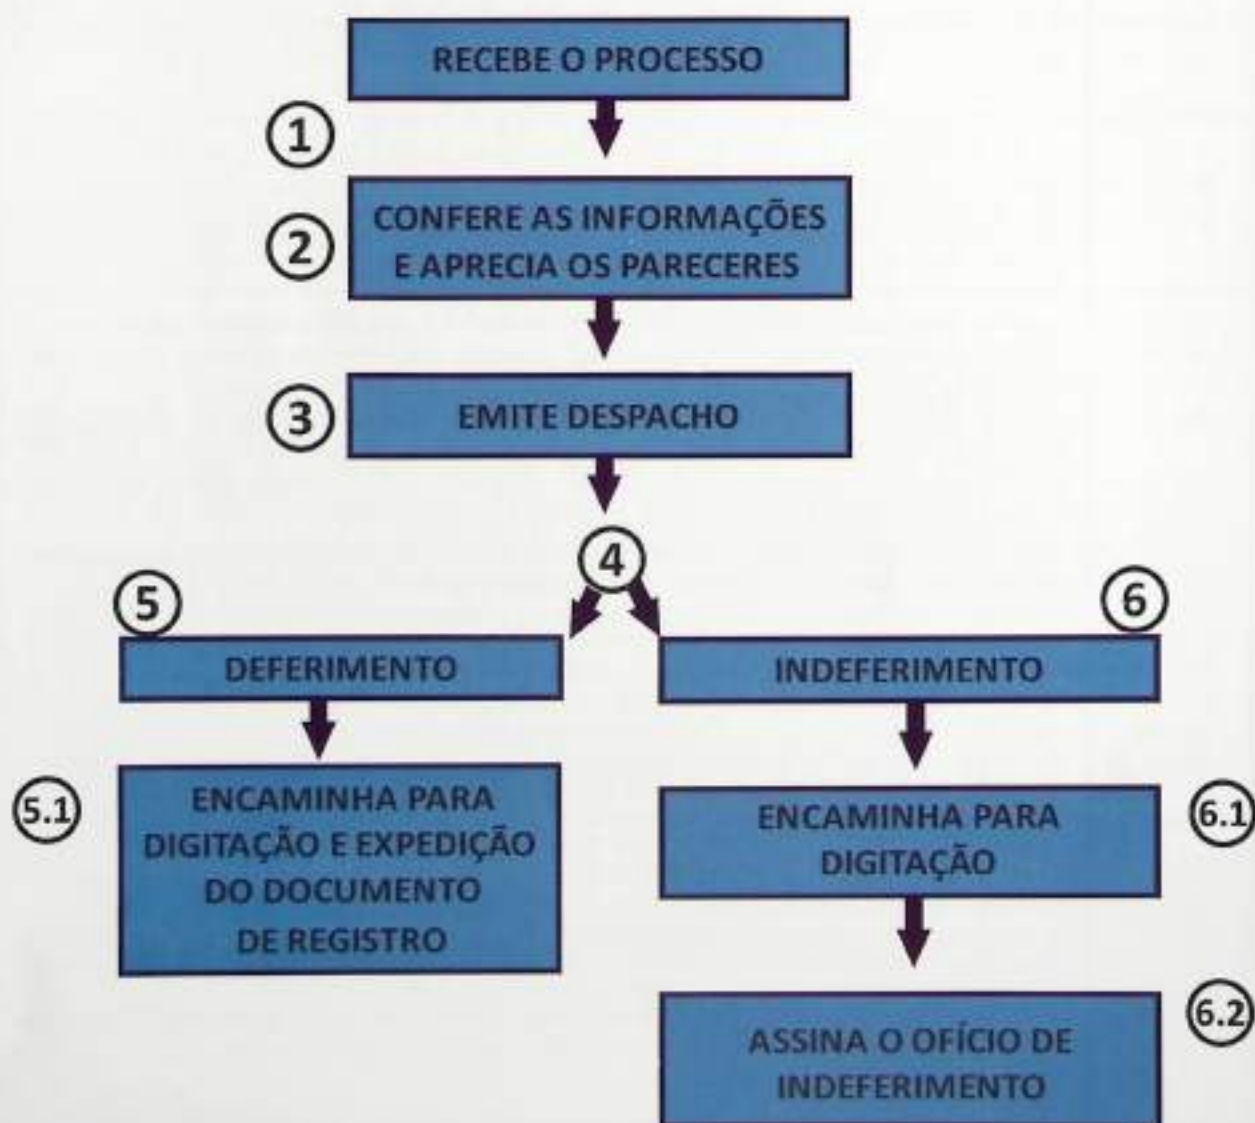 RECEBE O PROCESSO
1
2
CONFERE AS INFORMAÇÕES
E APRECIA OS PARECERES
3
EMITE DESPACHO
4
5
DEFERIMENTO
6
INDEFERIMENTO
5.1
ENCAMINHA PARA
DIGITAÇÃO E EXPEDIÇÃO
DO DOCUMENTO
DE REGISTRO
6.1
ENCAMINHA PARA
DIGITAÇÃO
6.2
ASSINA O OFÍCIO DE
INDEFERIMENTO